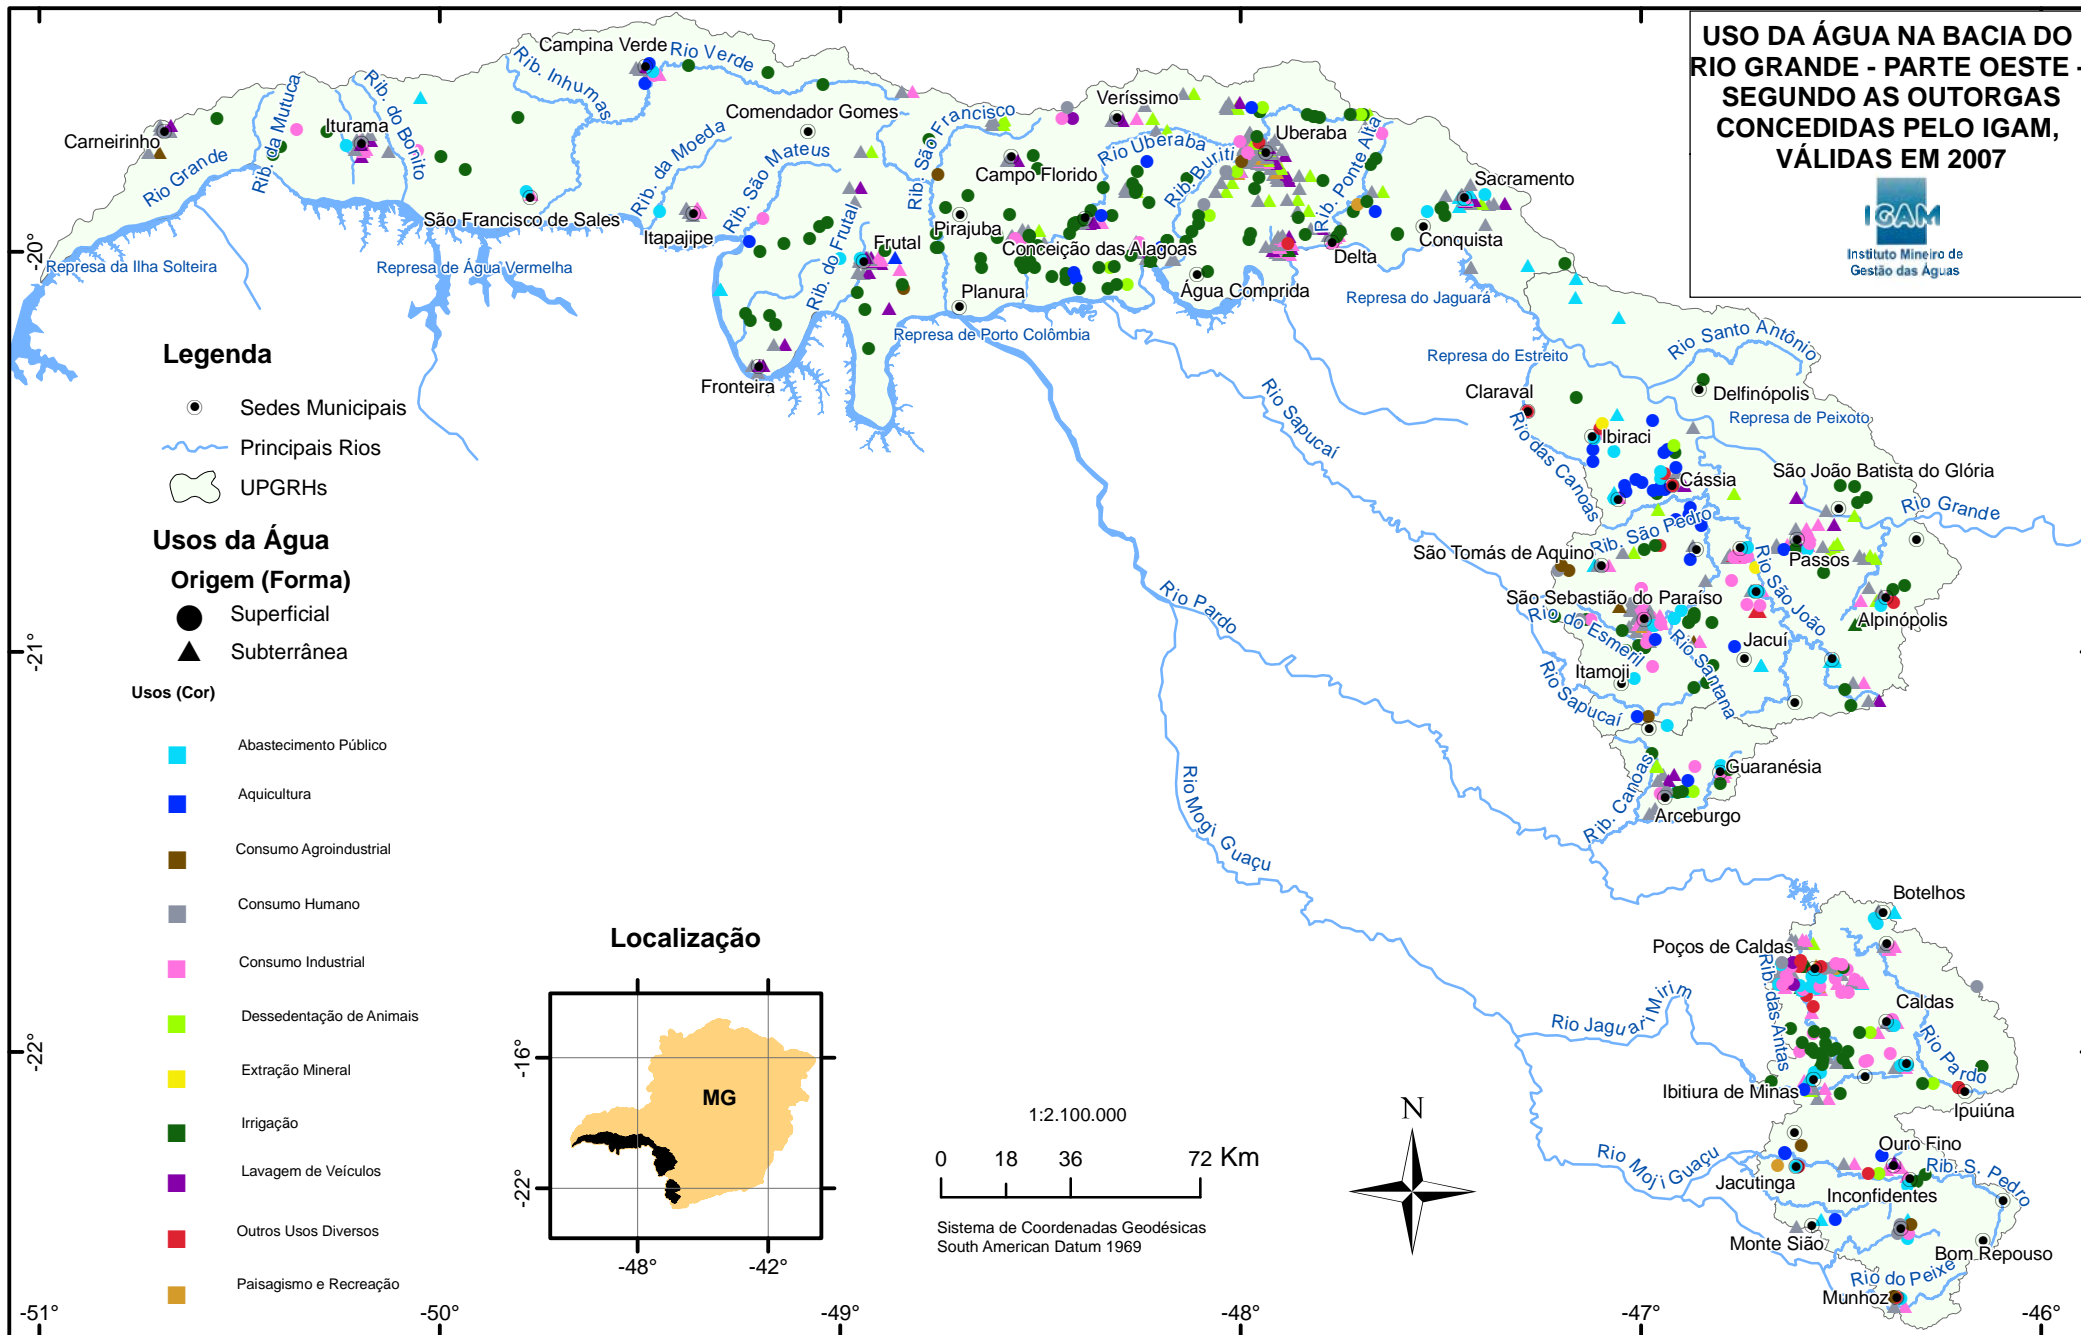 USO DA ÁGUA NA BACIA DO
RIO GRANDE - PARTE OESTE -
SEGUNDO AS OUTORGAS
CONCEDIDAS PELO IGAM,
VÁLIDAS EM 2007
IGAM
Instituto Mineiro de
Gestão das Águas
Campina Verde
Rio Verde
Rib. Inhumas
Rib. da Mutuca
Rib. do Bonito
Carneirinho
Iturama
Rio Grande
Comendador Gomes
Rib. São Francisco
Veríssimo
Uberaba
Rib. Ponte Alta
Rib. da Moeda
Rib. São Mateus
Campo Florido
Rio Uberaba
Rib. Buriti
Sacramento
São Francisco de Sales
Itapajipe
Rib. do Frutal
Frutal
Pirajuba
Conceição das Alagoas
Delta
Conquista
Represa da Ilha Solteira
Represa de Água Vermelha
Planura
Água Comprida
Represa do Jaguará
Represa de Porto Colômbia
Represa do Estreito
Rio Santo Antônio
Fronteira
Rio Sapucaí
Claraval
Delfinópolis
Represa de Peixoto
Rio das Canoas
Ibiraci
Cássia
São João Batista do Glória
Rio Grande
Rib. São Pedro
São Tomás de Aquino
Passos
Rio São João
São Sebastião do Paraíso
Rio do Esmeril
Rio Santana
Jacuí
Alpinópolis
Itamoji
Rio Sapucaí
Rio Pardo
Rib. Canoas
Guaranésia
Arceburgo
Rio Mogi Guaçu
Botelhos
Poços de Caldas
Rib. das Antas
Caldas
Rio Jaguari Mirim
Rio Pardo
Ibitiura de Minas
Ipuiúna
Rio Moji Guaçu
Ouro Fino
Jacutinga
Rib. S. Pedro
Inconfidentes
Monte Sião
Bom Repouso
Rio do Peixe
Munhoz
Legenda
Sedes Municipais
Principais Rios
UPGRHs
Usos da Água
Origem (Forma)
Superficial
Subterrânea
Usos (Cor)
Abastecimento Público
Aquicultura
Consumo Agroindustrial
Consumo Humano
Consumo Industrial
Dessedentação de Animais
Extração Mineral
Irrigação
Lavagem de Veículos
Outros Usos Diversos
Paisagismo e Recreação
Localização
MG
-16°
-22°
-48°
-42°
1:2.100.000
0 18 36 72 Km
Sistema de Coordenadas Geodésicas
South American Datum 1969
N
-20°
-21°
-22°
-51°
-50°
-49°
-48°
-47°
-46°